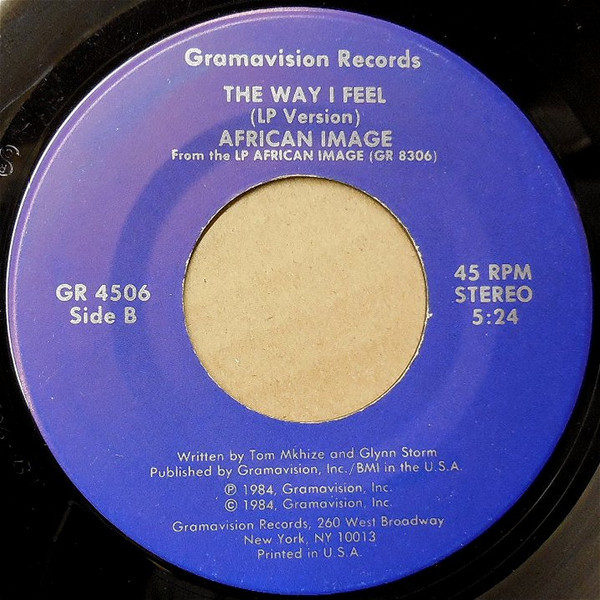 Gramavision Records
THE WAY I FEEL
(LP Version)
AFRICAN IMAGE
From the LP AFRICAN IMAGE (GR 8306)
GR 4506
Side B
45 RPM
STEREO
5:24
Written by Tom Mkhize and Glynn Storm
Published by Gramavision, Inc./BMI in the U.S.A.
℗ 1984, Gramavision, Inc.
© 1984, Gramavision, Inc.
Gramavision Records, 260 West Broadway
New York, NY 10013
Printed in U.S.A.